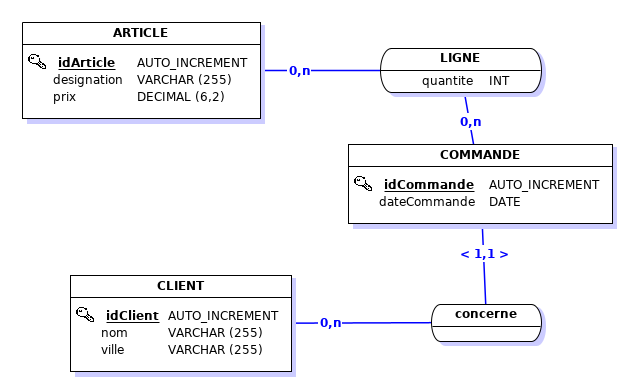 ARTICLE
idArticle AUTO_INCREMENT
designation VARCHAR (255)
prix DECIMAL (6,2)
0,n
LIGNE
quantite INT
0,n
COMMANDE
idCommande AUTO_INCREMENT
dateCommande DATE
< 1,1 >
CLIENT
idClient AUTO_INCREMENT
nom VARCHAR (255)
ville VARCHAR (255)
0,n
concerne